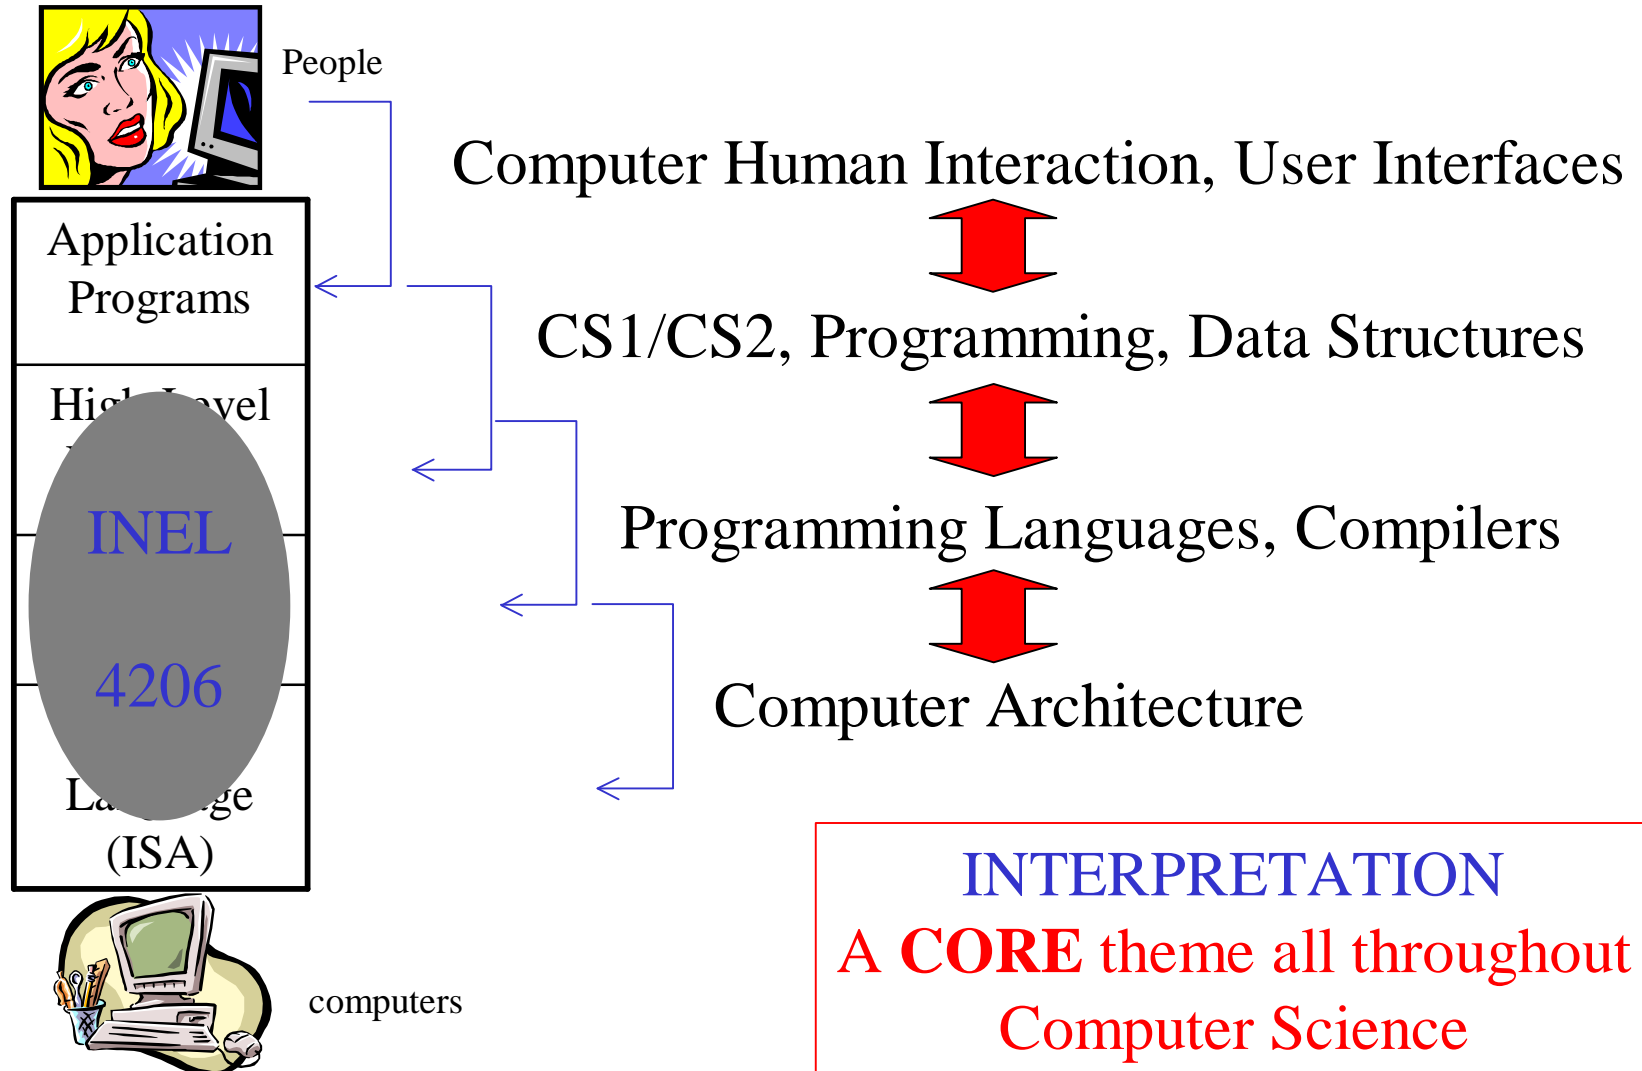 People
Computer Human Interaction, User Interfaces
Application
Programs
CS1/CS2, Programming, Data Structures
INEL
Programming Languages, Compilers
4206
Computer Architecture
(ISA)
INTERPRETATION
A CORE theme all throughout
Computer Science
computers